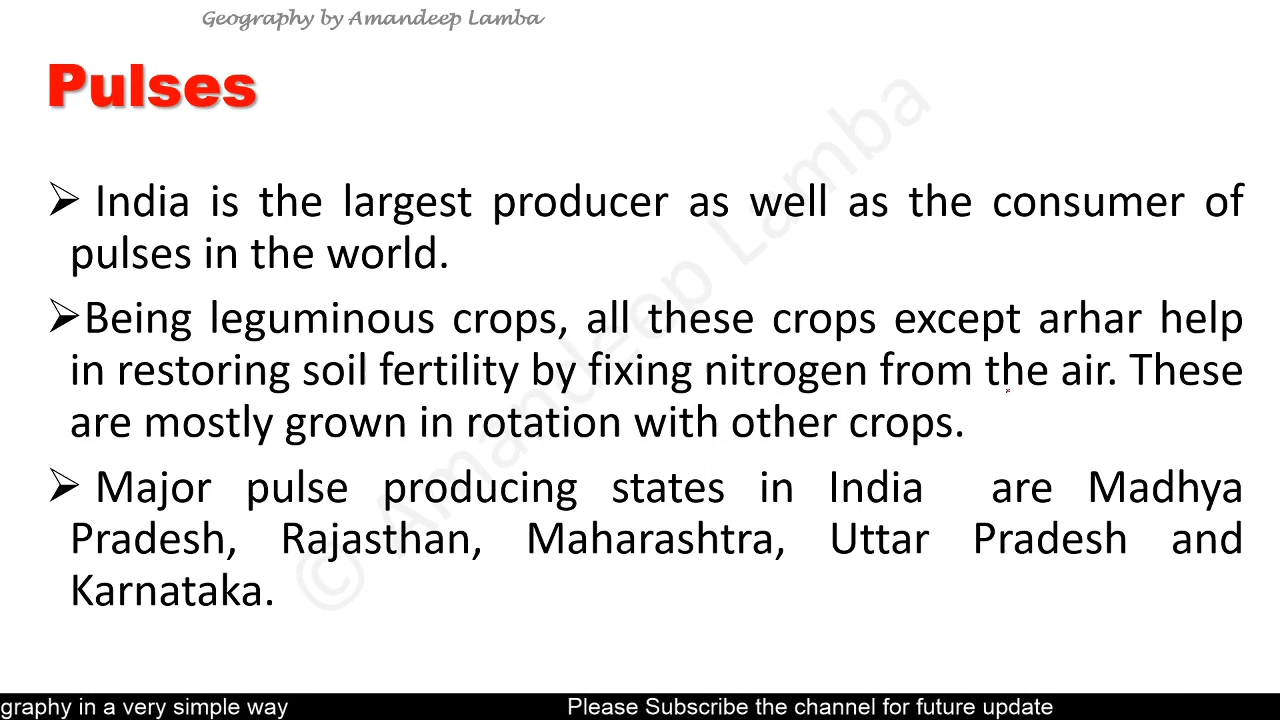 Geography by Amandeep Lamba
Pulses
➢ India is the largest producer as well as the consumer of
pulses in the world.
➢Being leguminous crops, all these crops except arhar help
in restoring soil fertility by fixing nitrogen from the air. These
are mostly grown in rotation with other crops.
➢ Major pulse producing states in India are Madhya
Pradesh, Rajasthan, Maharashtra, Uttar Pradesh and
Karnataka.
© Amandeep Lamba
graphy in a very simple way Please Subscribe the channel for future update